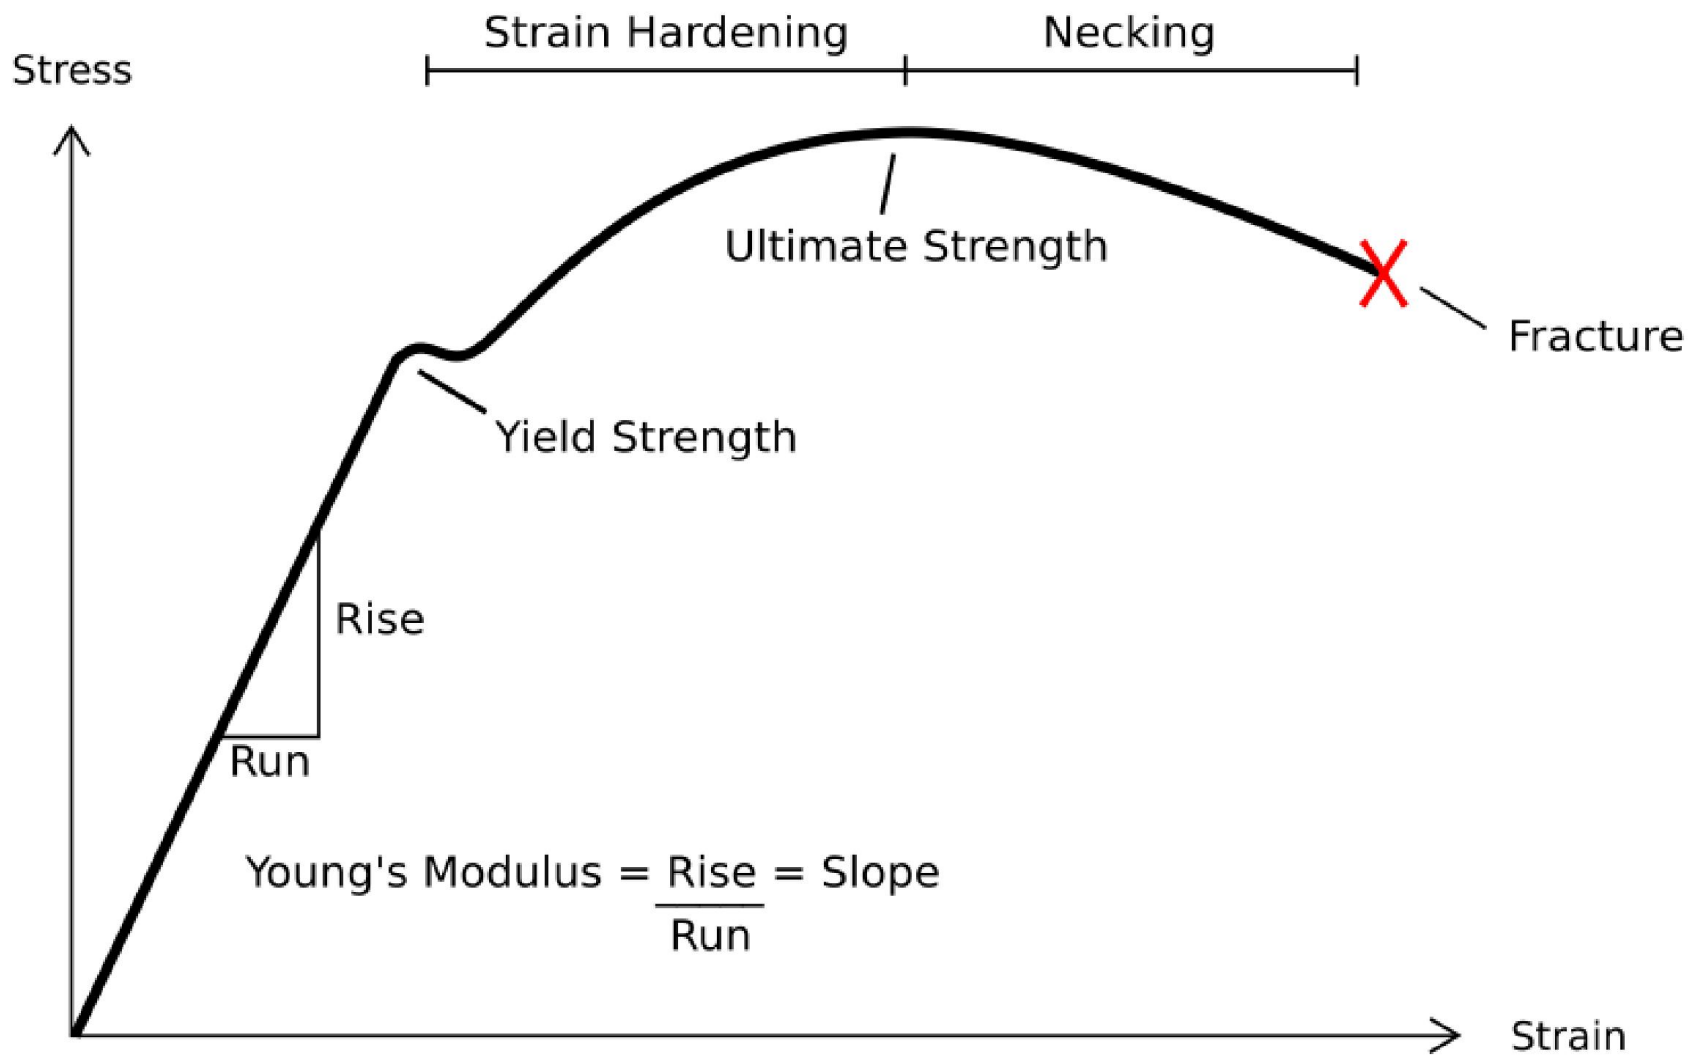 Strain Hardening
Necking
Stress
Ultimate Strength
Fracture
Yield Strength
Rise
Run
Young's Modulus = Rise = Slope
Run
Strain